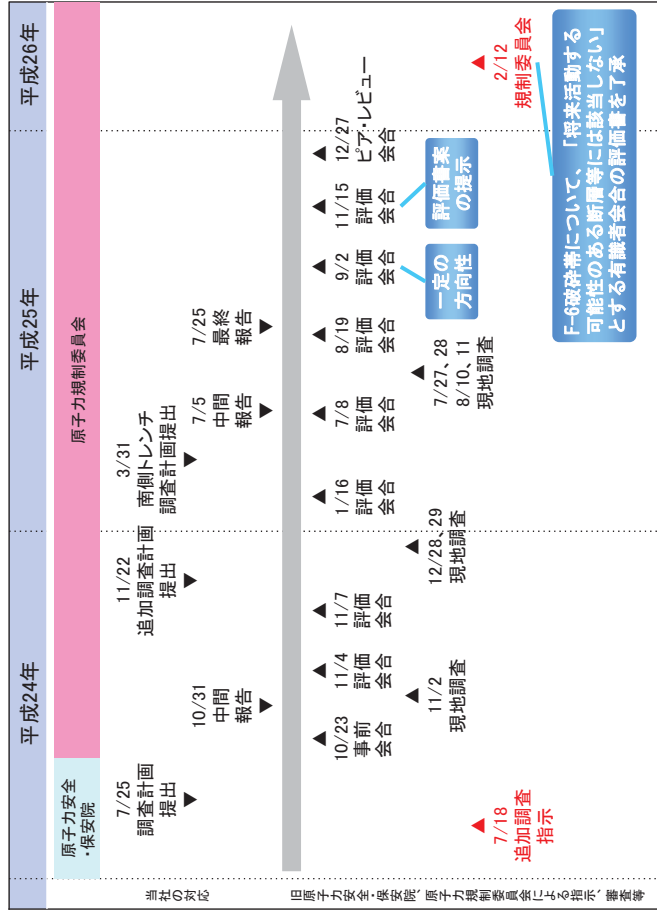 平成24年
平成25年
平成26年
原子力安全
・保安院
原子力規制委員会
当社の対応
7/25
調査計画
提出
10/31
中間
報告
11/22
追加調査計画
提出
3/31
南側トレンチ
調査計画提出
7/5
中間
報告
7/25
最終
報告
旧原子力安全・保安院、原子力規制委員会による指示、審査等
10/23
事前
会合
11/4
評価
会合
11/7
評価
会合
1/16
評価
会合
7/8
評価
会合
8/19
評価
会合
9/2
評価
会合
11/15
評価
会合
12/27
ピア・レビュー
会合
11/2
現地調査
12/28、29
現地調査
7/27、28
8/10、11
現地調査
一定の
方向性
評価書案
の提示
7/18
追加調査
指示
2/12
規制委員会
F-6破砕帯について、「将来活動する
可能性のある断層等には該当しない」
とする有識者会合の評価書を了承